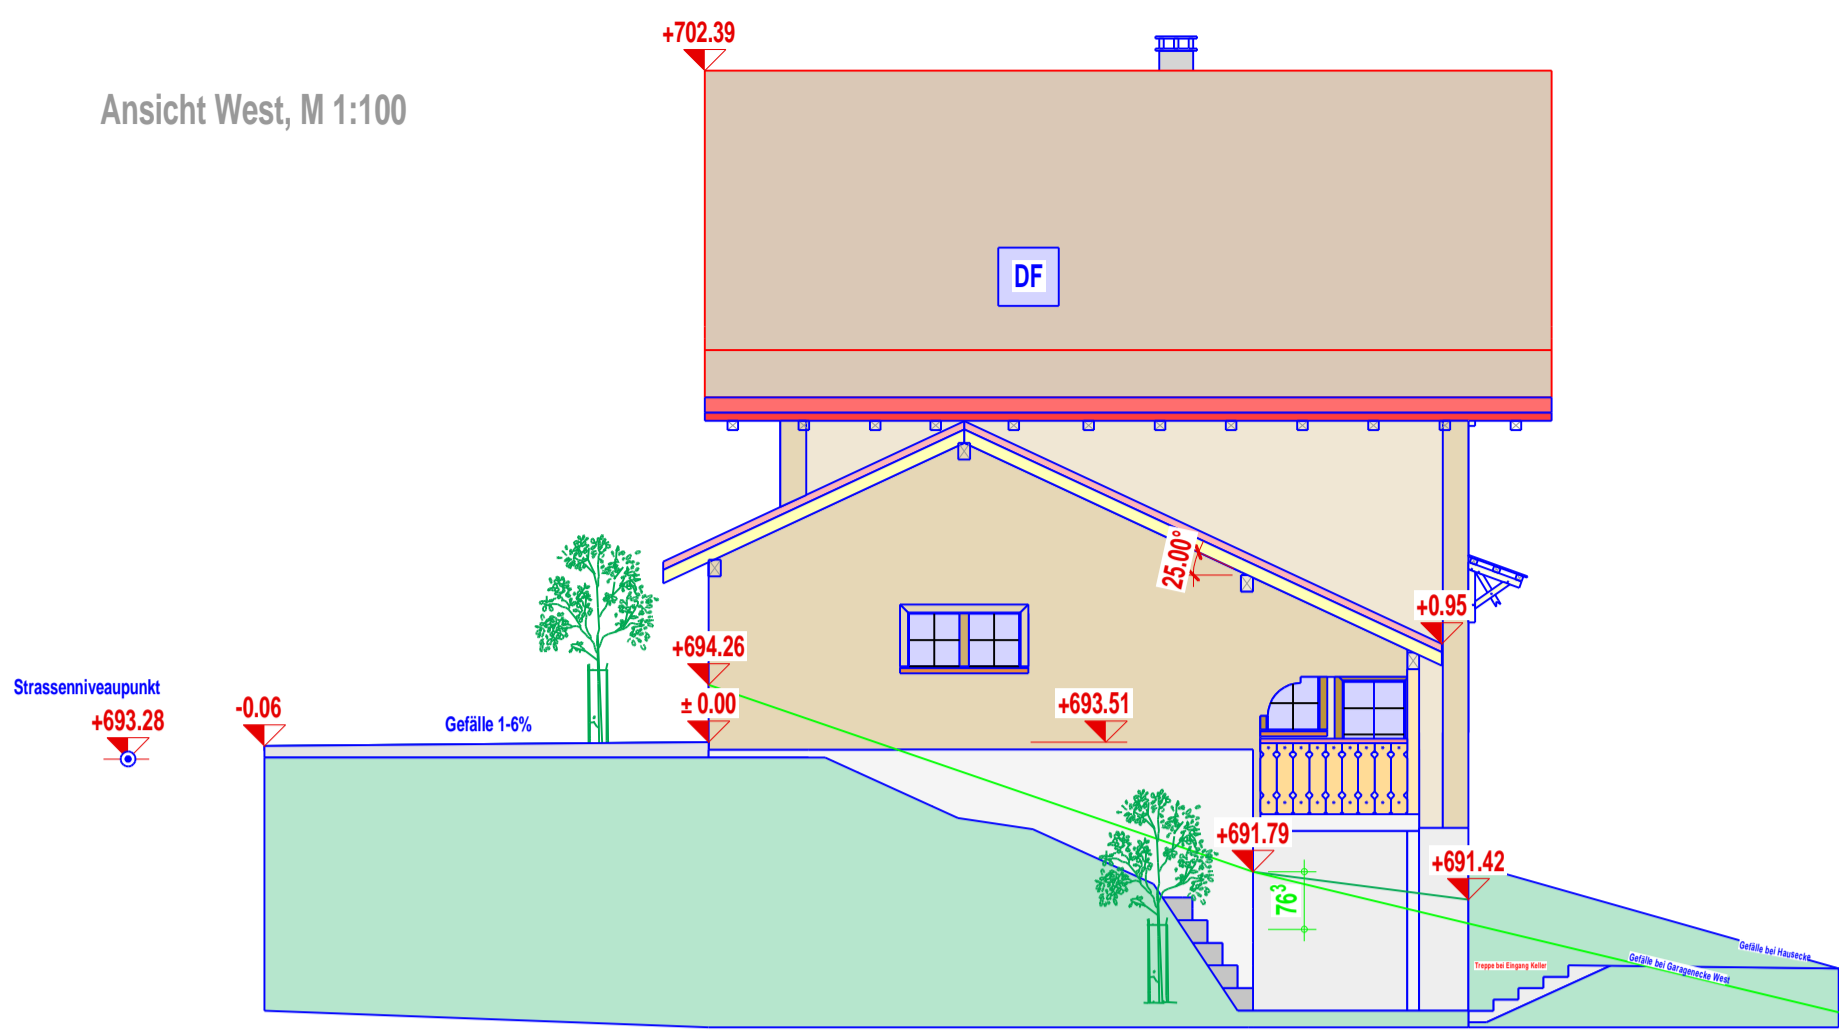 +702.39
Ansicht West, M 1:100
DF
25.00°
+0.95
+694.26
Strassenniveaupunkt
+693.28
-0.06
Gefälle 1-6%
± 0.00
+693.51
+691.79
+691.42
76³
Gefälle bei Hausecke
Gefälle bei Garagenecke West
Treppe bei Eingang Keller